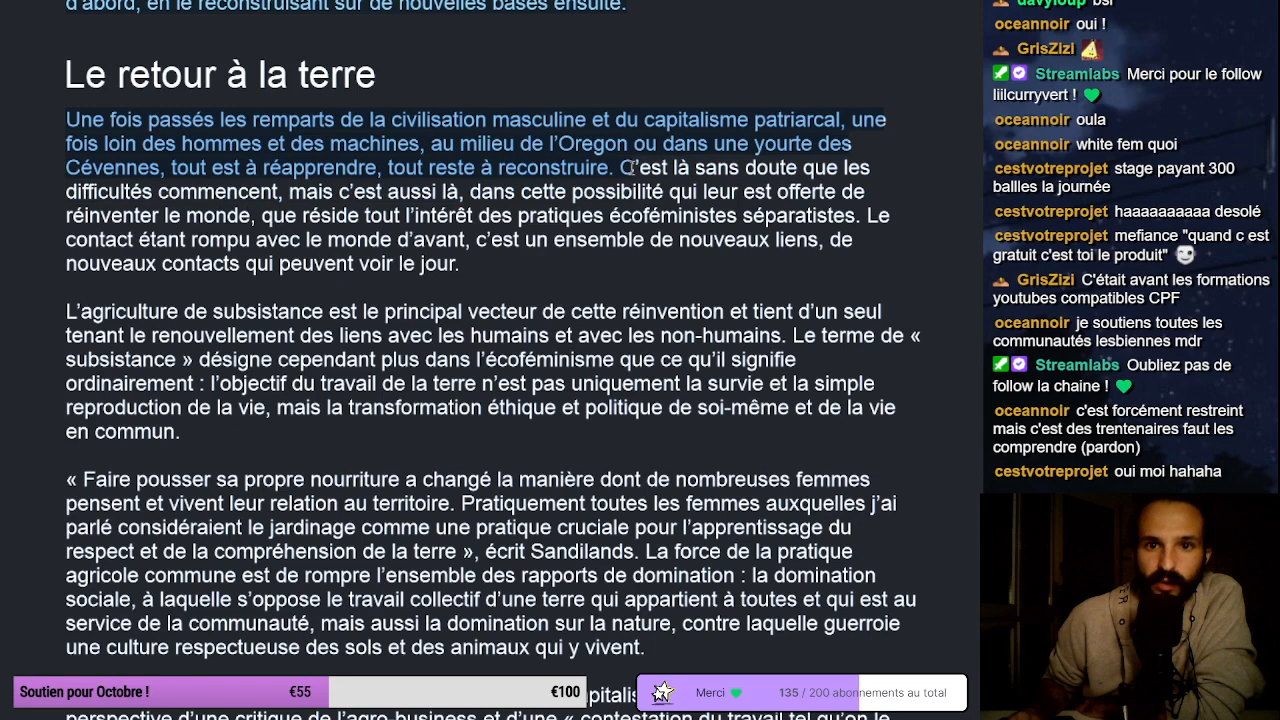 d'abord, en le reconstruisant sur de nouvelles bases ensuite.
Le retour à la terre
Une fois passés les remparts de la civilisation masculine et du capitalisme patriarcal, une
fois loin des hommes et des machines, au milieu de l’Oregon ou dans une yourte des
Cévennes, tout est à réapprendre, tout reste à reconstruire. C’est là sans doute que les
difficultés commencent, mais c’est aussi là, dans cette possibilité qui leur est offerte de
réinventer le monde, que réside tout l’intérêt des pratiques écoféministes séparatistes. Le
contact étant rompu avec le monde d’avant, c’est un ensemble de nouveaux liens, de
nouveaux contacts qui peuvent voir le jour.
L’agriculture de subsistance est le principal vecteur de cette réinvention et tient d’un seul
tenant le renouvellement des liens avec les humains et avec les non-humains. Le terme de «
subsistance » désigne cependant plus dans l’écoféminisme que ce qu’il signifie
ordinairement : l’objectif du travail de la terre n’est pas uniquement la survie et la simple
reproduction de la vie, mais la transformation éthique et politique de soi-même et de la vie
en commun.
« Faire pousser sa propre nourriture a changé la manière dont de nombreuses femmes
pensent et vivent leur relation au territoire. Pratiquement toutes les femmes auxquelles j’ai
parlé considéraient le jardinage comme une pratique cruciale pour l’apprentissage du
respect et de la compréhension de la terre », écrit Sandilands. La force de la pratique
agricole commune est de rompre l’ensemble des rapports de domination : la domination
sociale, à laquelle s’oppose le travail collectif d’une terre qui appartient à toutes et qui est au
service de la communauté, mais aussi la domination sur la nature, contre laquelle guerroie
une culture respectueuse des sols et des animaux qui y vivent.
perspective d’une critique de l’agro-business et d’une « contestation du travail tel qu’on le
Soutien pour Octobre ! €55 €100
Merci 135 / 200 abonnements au total
davyloup bsr
oceannoir oui !
GrisZizi
Streamlabs Merci pour le follow
liilcurryvert !
oceannoir oula
oceannoir white fem quoi
cestvotreprojet stage payant 300
ballles la journée
cestvotreprojet haaaaaaaaaa desolé
cestvotreprojet mefiance "quand c est
gratuit c'est toi le produit"
GrisZizi C'était avant les formations
youtubes compatibles CPF
oceannoir je soutiens toutes les
communautés lesbiennes mdr
Streamlabs Oubliez pas de
follow la chaine !
oceannoir c'est forcément restreint
mais c'est des trentenaires faut les
comprendre (pardon)
cestvotreprojet oui moi hahaha